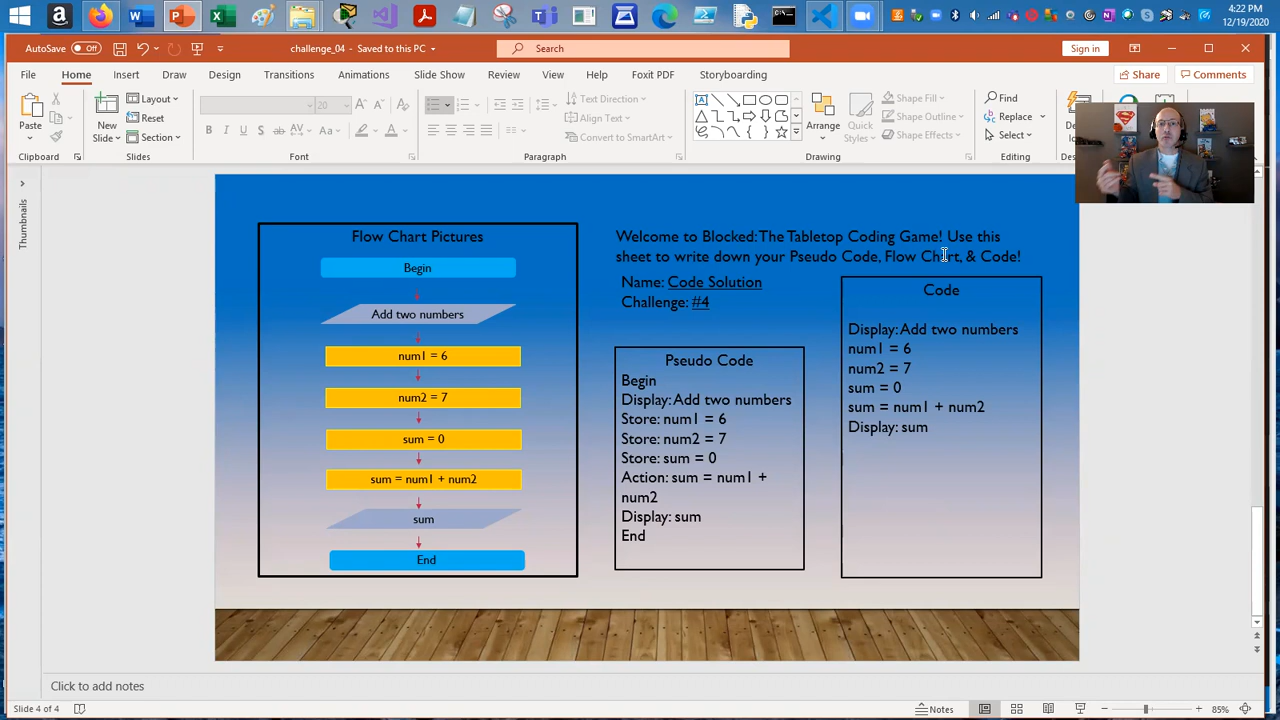 4:22 PM
12/19/2020
AutoSave Off
challenge_04 - Saved to this PC
Search
Sign in
File Home Insert Draw Design Transitions Animations Slide Show Review View Help Foxit PDF Storyboarding
Share Comments
Paste
New
Slide
Layout
Reset
Section
20
Text Direction
Align Text
Convert to SmartArt
Arrange
Quick
Styles
Shape Fill
Shape Outline
Shape Effects
Find
Replace
Select
Clipboard Slides Font Paragraph Drawing Editing
Thumbnails
Flow Chart Pictures
Begin
Add two numbers
num1 = 6
num2 = 7
sum = 0
sum = num1 + num2
sum
End
Welcome to Blocked: The Tabletop Coding Game! Use this
sheet to write down your Pseudo Code, Flow Chart, & Code!
Name: Code Solution
Challenge: #4
Pseudo Code
Begin
Display: Add two numbers
Store: num1 = 6
Store: num2 = 7
Store: sum = 0
Action: sum = num1 +
num2
Display: sum
End
Code
Display: Add two numbers
num1 = 6
num2 = 7
sum = 0
sum = num1 + num2
Display: sum
Click to add notes
Slide 4 of 4
Notes
85%